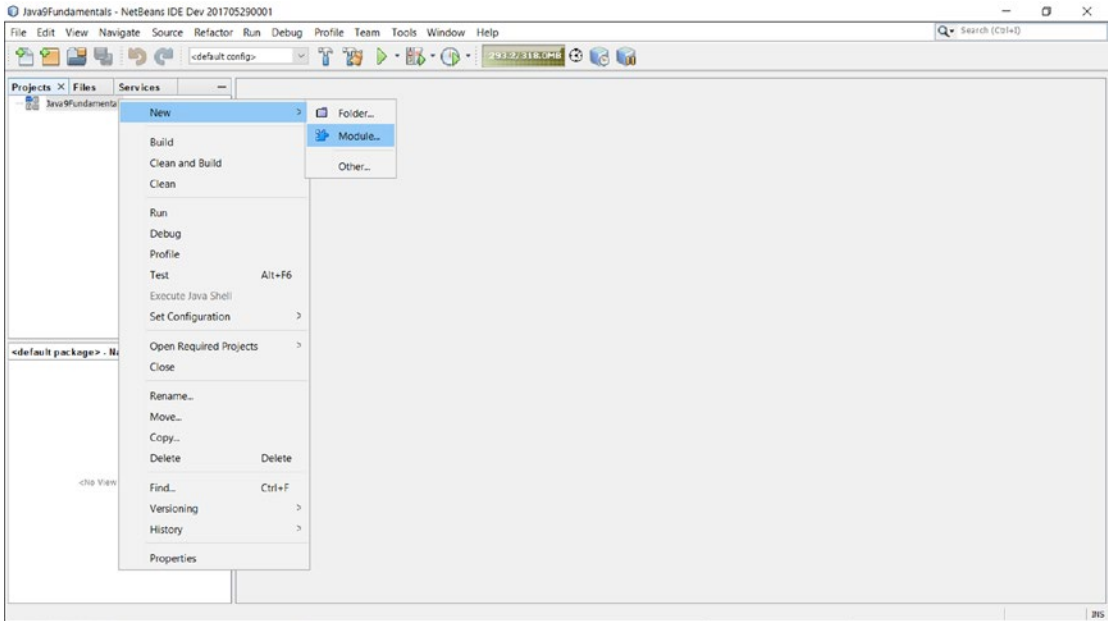 Java9Fundamentals - NetBeans IDE Dev 201705290001
File Edit View Navigate Source Refactor Run Debug Profile Team Tools Window Help
Search (Ctrl+I)
<default config>
Projects Files Services
Java9Fundamenta
New
Folder...
Module...
Other...
Build
Clean and Build
Clean
Run
Debug
Profile
Test Alt+F6
Execute Java Shell
Set Configuration
Open Required Projects
Close
Rename...
Move...
Copy...
Delete Delete
Find... Ctrl+F
Versioning
History
Properties
<default package> - Na
<No View
INS